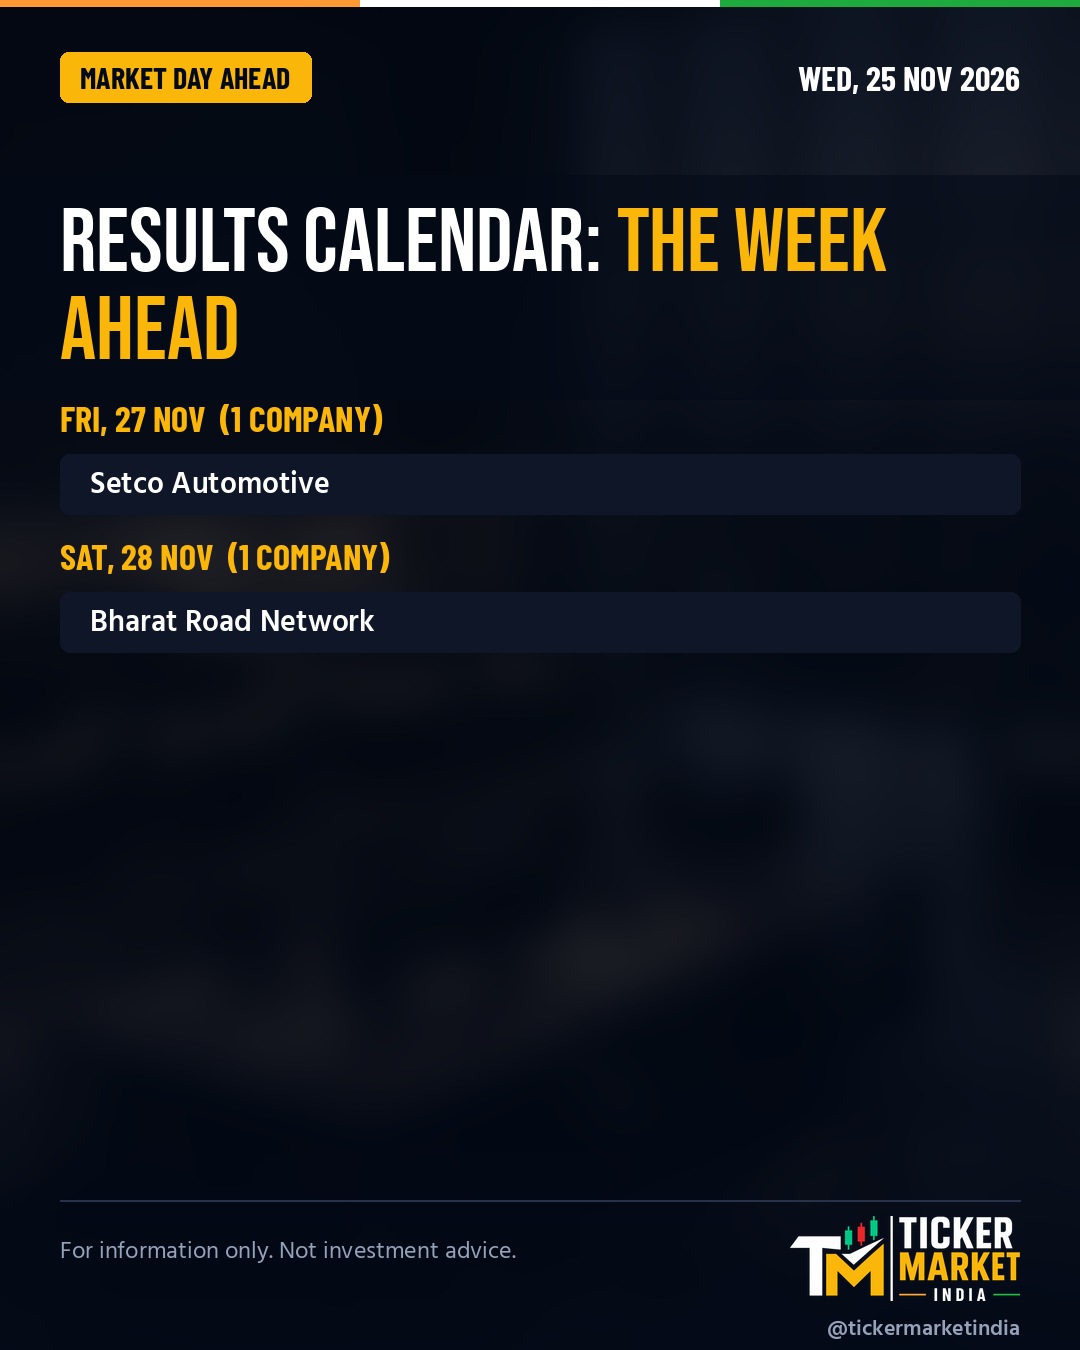 MARKET DAY AHEAD
WED, 25 NOV 2026
RESULTS CALENDAR: THE WEEK
AHEAD
FRI, 27 NOV (1 COMPANY)
Setco Automotive
SAT, 28 NOV (1 COMPANY)
Bharat Road Network
For information only. Not investment advice.
TM
TICKER
MARKET
INDIA
@tickermarketindia